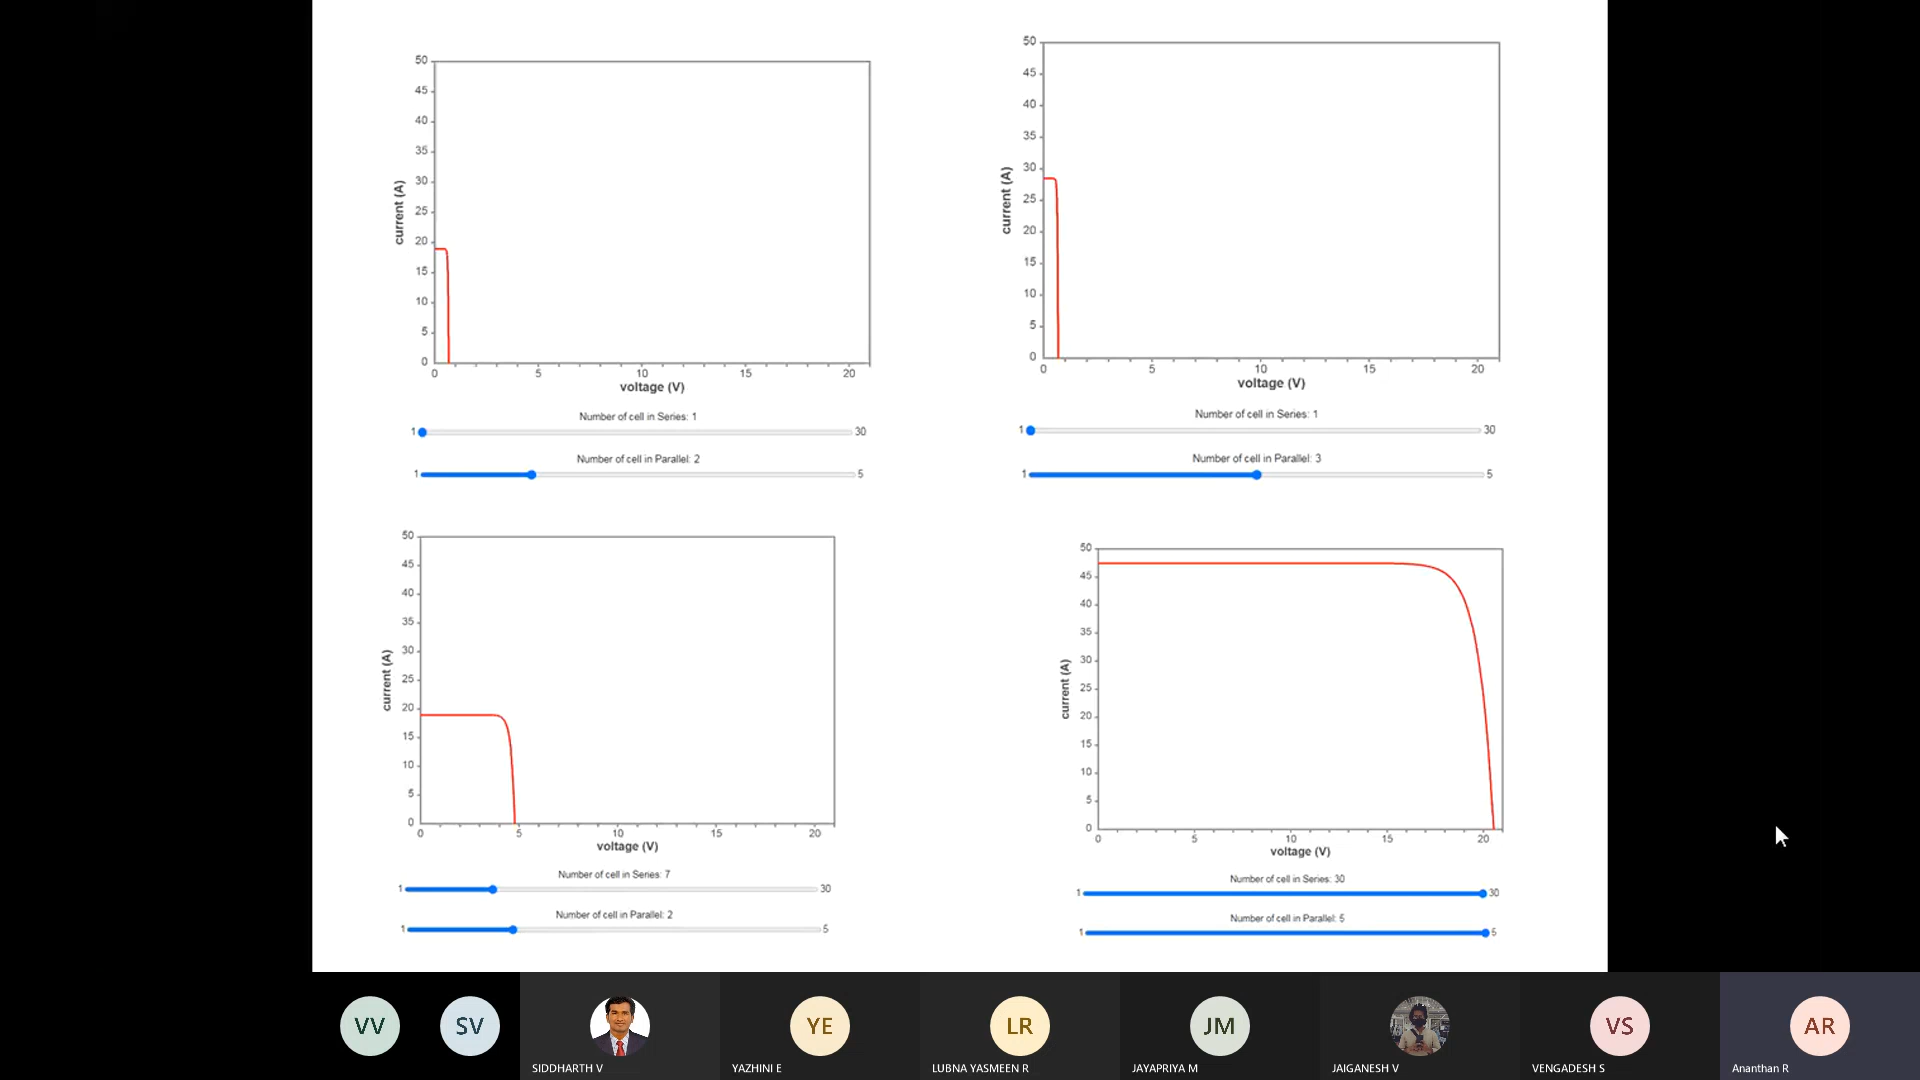 50
45
40
35
30
25
20
15
10
5
0
current (A)
0 5 10 15 20
voltage (V)
Number of cell in Series: 1
1 30
Number of cell in Parallel: 2
1 5
50
45
40
35
30
25
20
15
10
5
0
current (A)
0 5 10 15 20
voltage (V)
Number of cell in Series: 1
1 30
Number of cell in Parallel: 3
1 5
50
45
40
35
30
25
20
15
10
5
0
current (A)
0 5 10 15 20
voltage (V)
Number of cell in Series: 7
1 30
Number of cell in Parallel: 2
1 5
50
45
40
35
30
25
20
15
10
5
0
current (A)
0 5 10 15 20
voltage (V)
Number of cell in Series: 30
1 30
Number of cell in Parallel: 5
1 5
VV SV YE LR JM VS AR
SIDDHARTH V YAZHINI E LUBNA YASMEEN R JAYAPRIYA M JAIGANESH V VENGADESH S Ananthan R